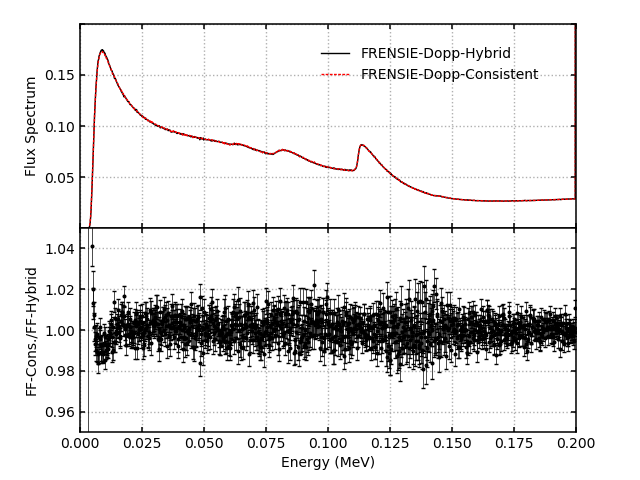 Flux Spectrum
0.15
0.10
0.05
FRENSIE-Dopp-Hybrid
FRENSIE-Dopp-Consistent
FF-Cons./FF-Hybrid
1.04
1.02
1.00
0.98
0.96
0.000 0.025 0.050 0.075 0.100 0.125 0.150 0.175 0.200
Energy (MeV)